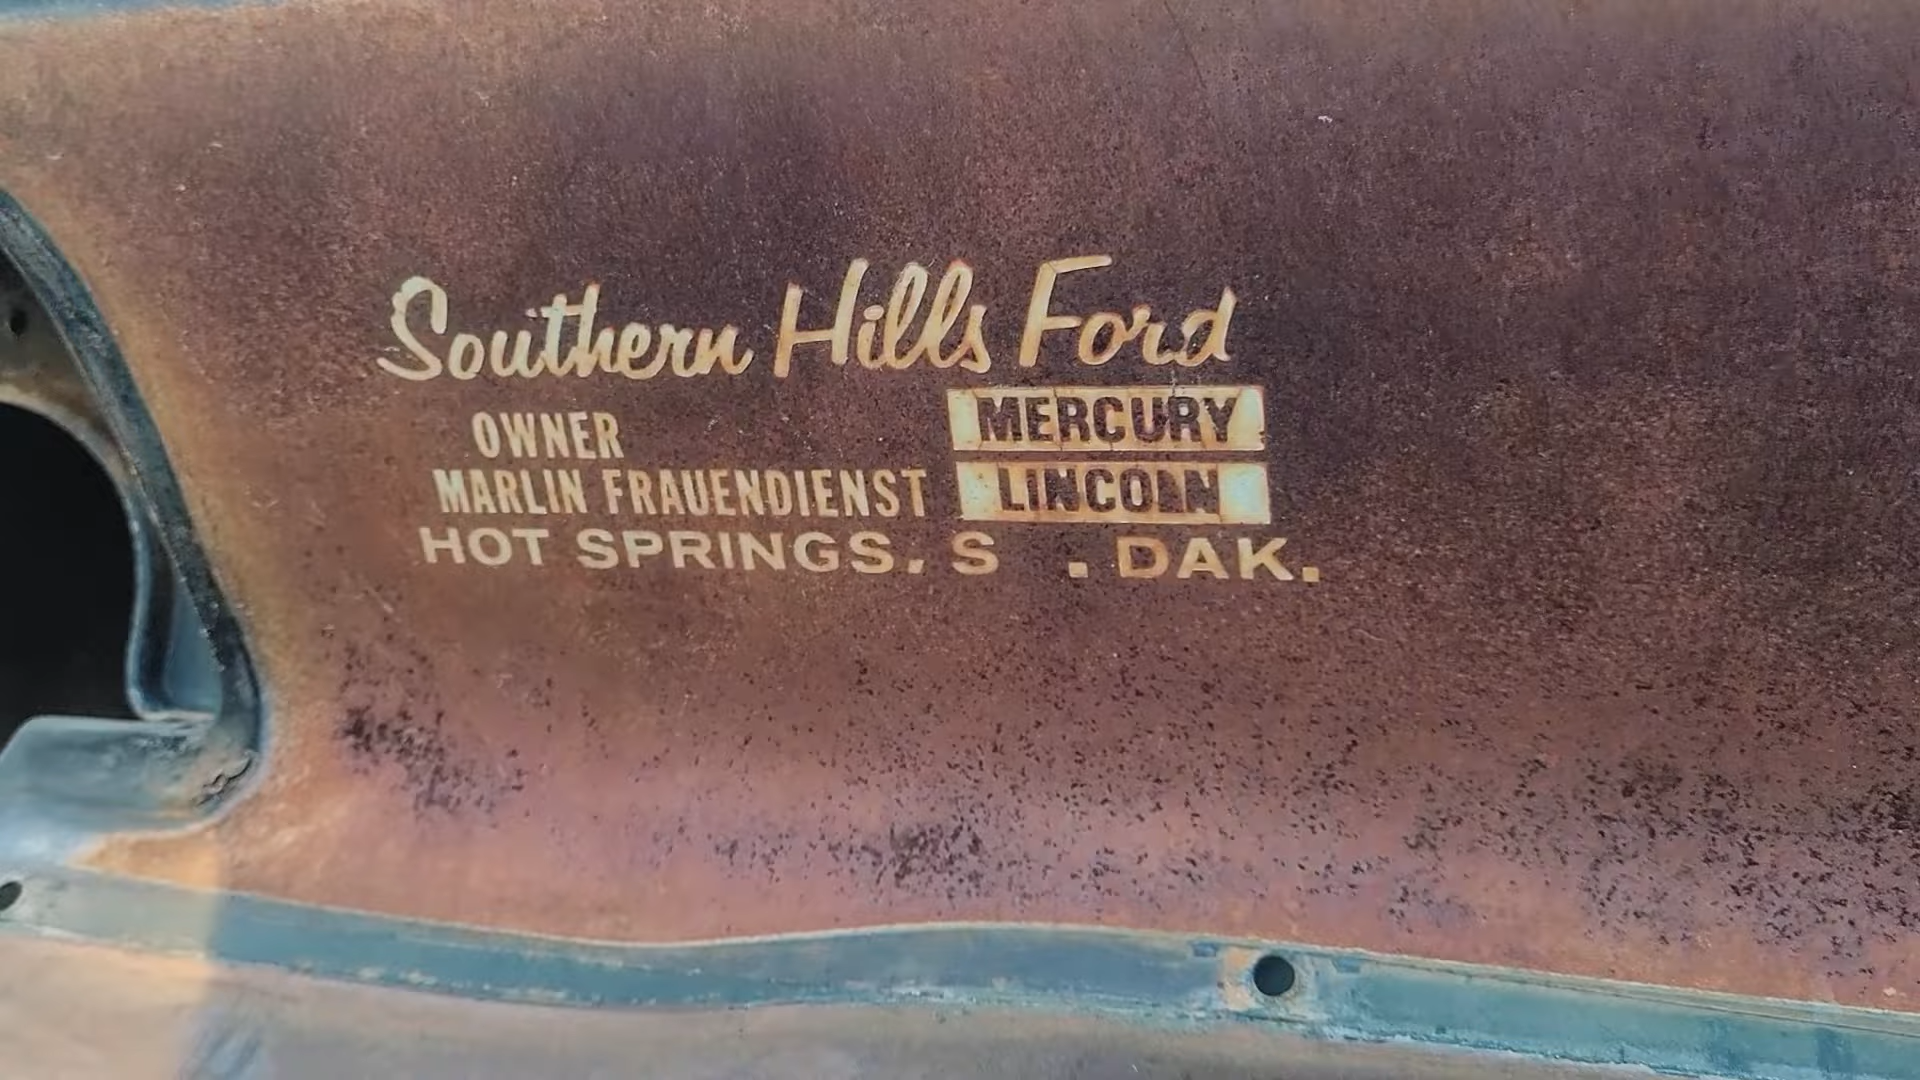 Southern Hills Ford
MERCURY
OWNER
LINCOLN
MARLIN FRAUENDIENST
HOT SPRINGS. S . DAK.